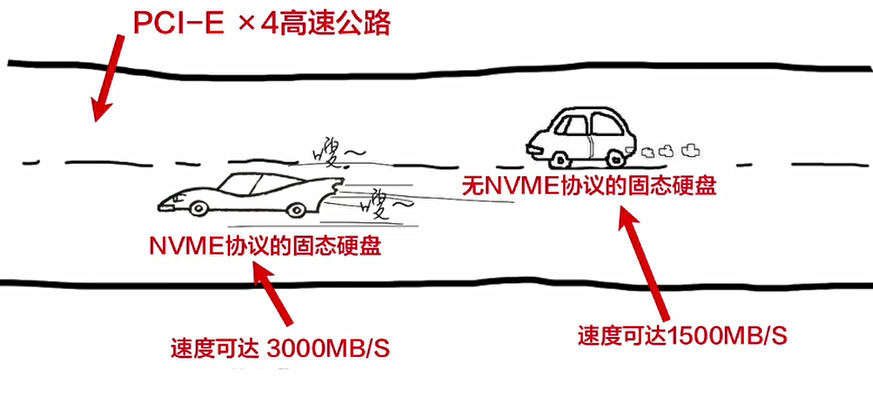 PCI-E ×4高速公路
嗖~
无NVME协议的固态硬盘
嗖~
NVME协议的固态硬盘
速度可达1500MB/S
速度可达 3000MB/S